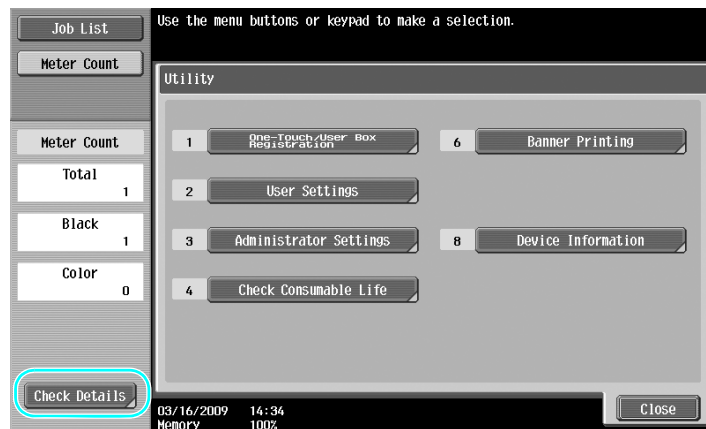 Job List
Meter Count
Use the menu buttons or keypad to make a selection.
Utility
Meter Count
Total
1
Black
1
Color
0
Check Details
1 One-Touch/User Box
Registration
2 User Settings
3 Administrator Settings
4 Check Consumable Life
6 Banner Printing
8 Device Information
03/16/2009 14:34
Memory 100%
Close